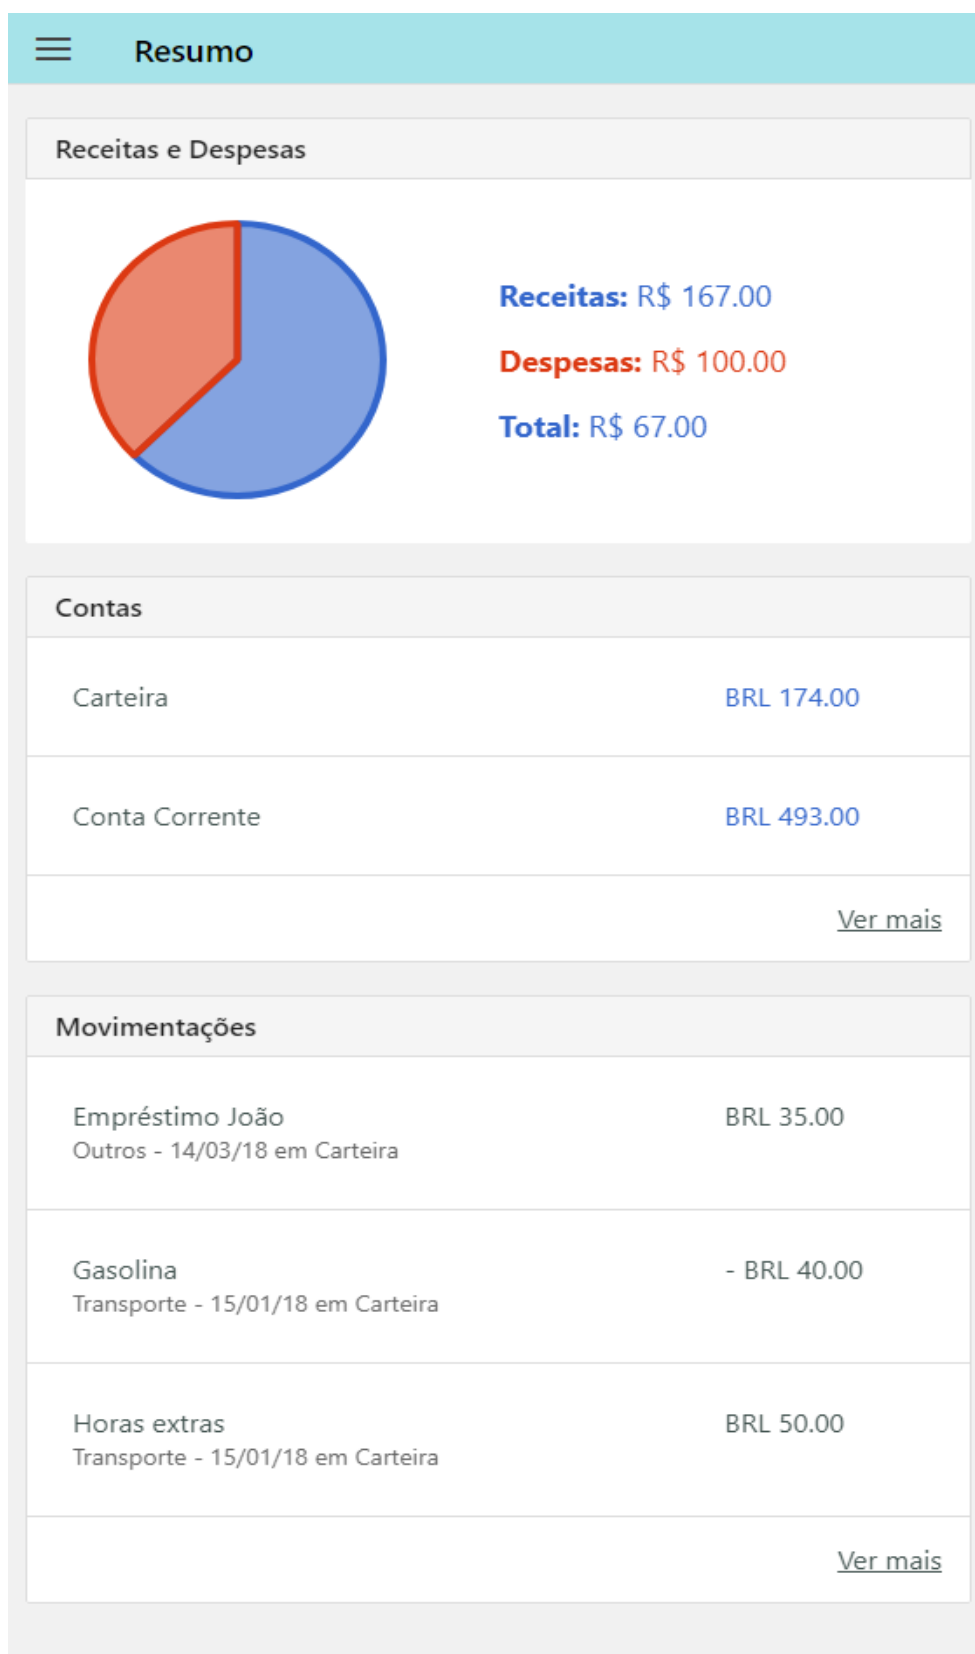 Resumo
Receitas e Despesas
Receitas: R$ 167.00
Despesas: R$ 100.00
Total: R$ 67.00
Contas
Carteira BRL 174.00
Conta Corrente BRL 493.00
Ver mais
Movimentações
Empréstimo João BRL 35.00
Outros - 14/03/18 em Carteira
Gasolina - BRL 40.00
Transporte - 15/01/18 em Carteira
Horas extras BRL 50.00
Transporte - 15/01/18 em Carteira
Ver mais